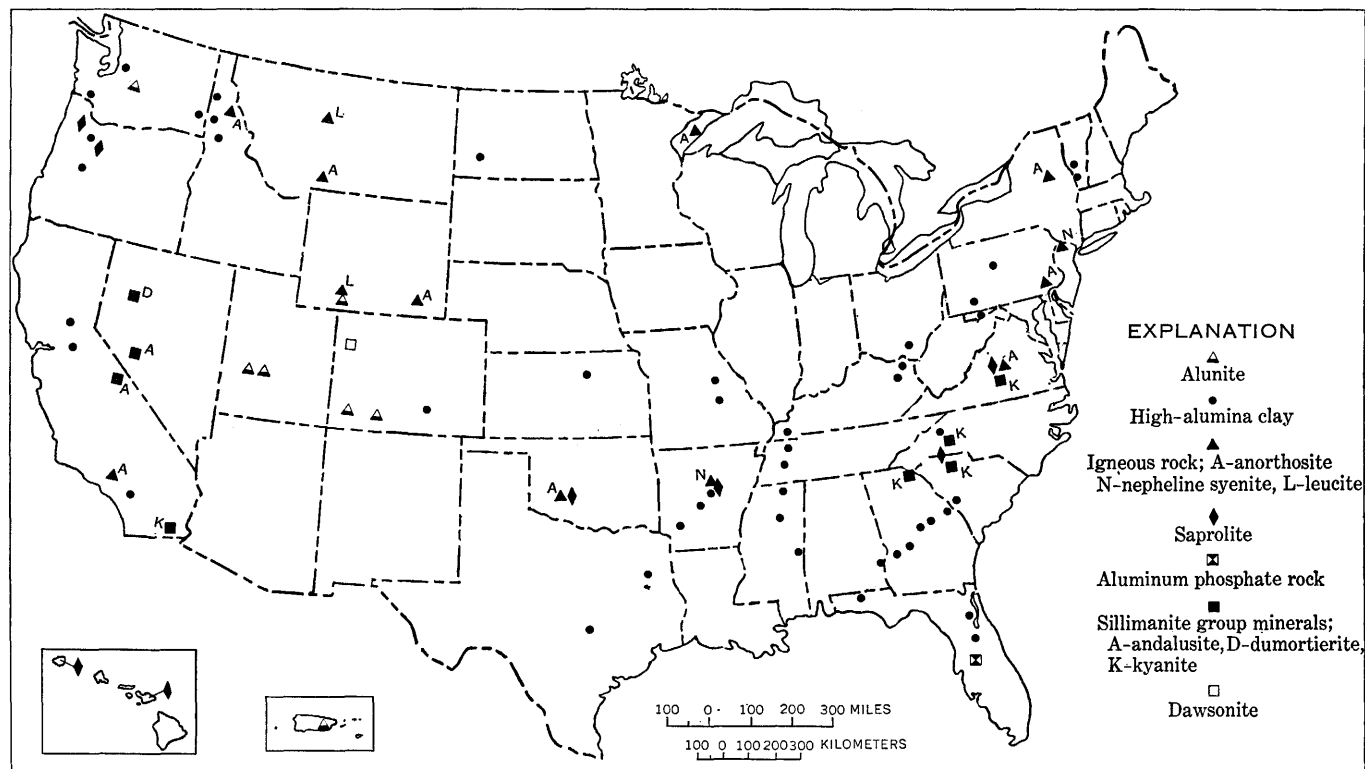 L
A
A
A
A
N
D
L
A
A
A
A
A
K
K
A
K
N
K
K
A
K
EXPLANATION
Alunite
High-alumina clay
Igneous rock; A-anorthosite
N-nepheline syenite, L-leucite
Saprolite
Aluminum phosphate rock
Sillimanite group minerals;
A-andalusite, D-dumortierite,
K-kyanite
Dawsonite
100 0 100 200 300 MILES
100 0 100 200 300 KILOMETERS